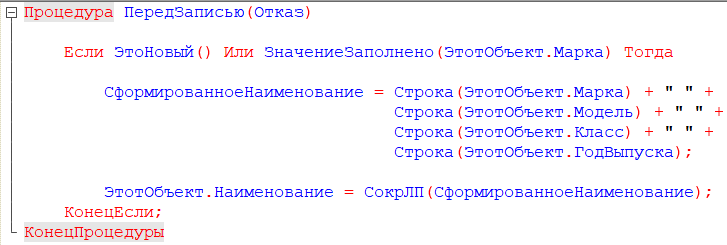 Процедура ПередЗаписью(Отказ)
Если ЭтоНовый() Или ЗначениеЗаполнено(ЭтотОбъект.Марка) Тогда
СформированноеНаименование = Строка(ЭтотОбъект.Марка) + " " +
Строка(ЭтотОбъект.Модель) + " " +
Строка(ЭтотОбъект.Класс) + " " +
Строка(ЭтотОбъект.ГодВыпуска);
ЭтотОбъект.Наименование = СокрЛП(СформированноеНаименование);
КонецЕсли;
КонецПроцедуры